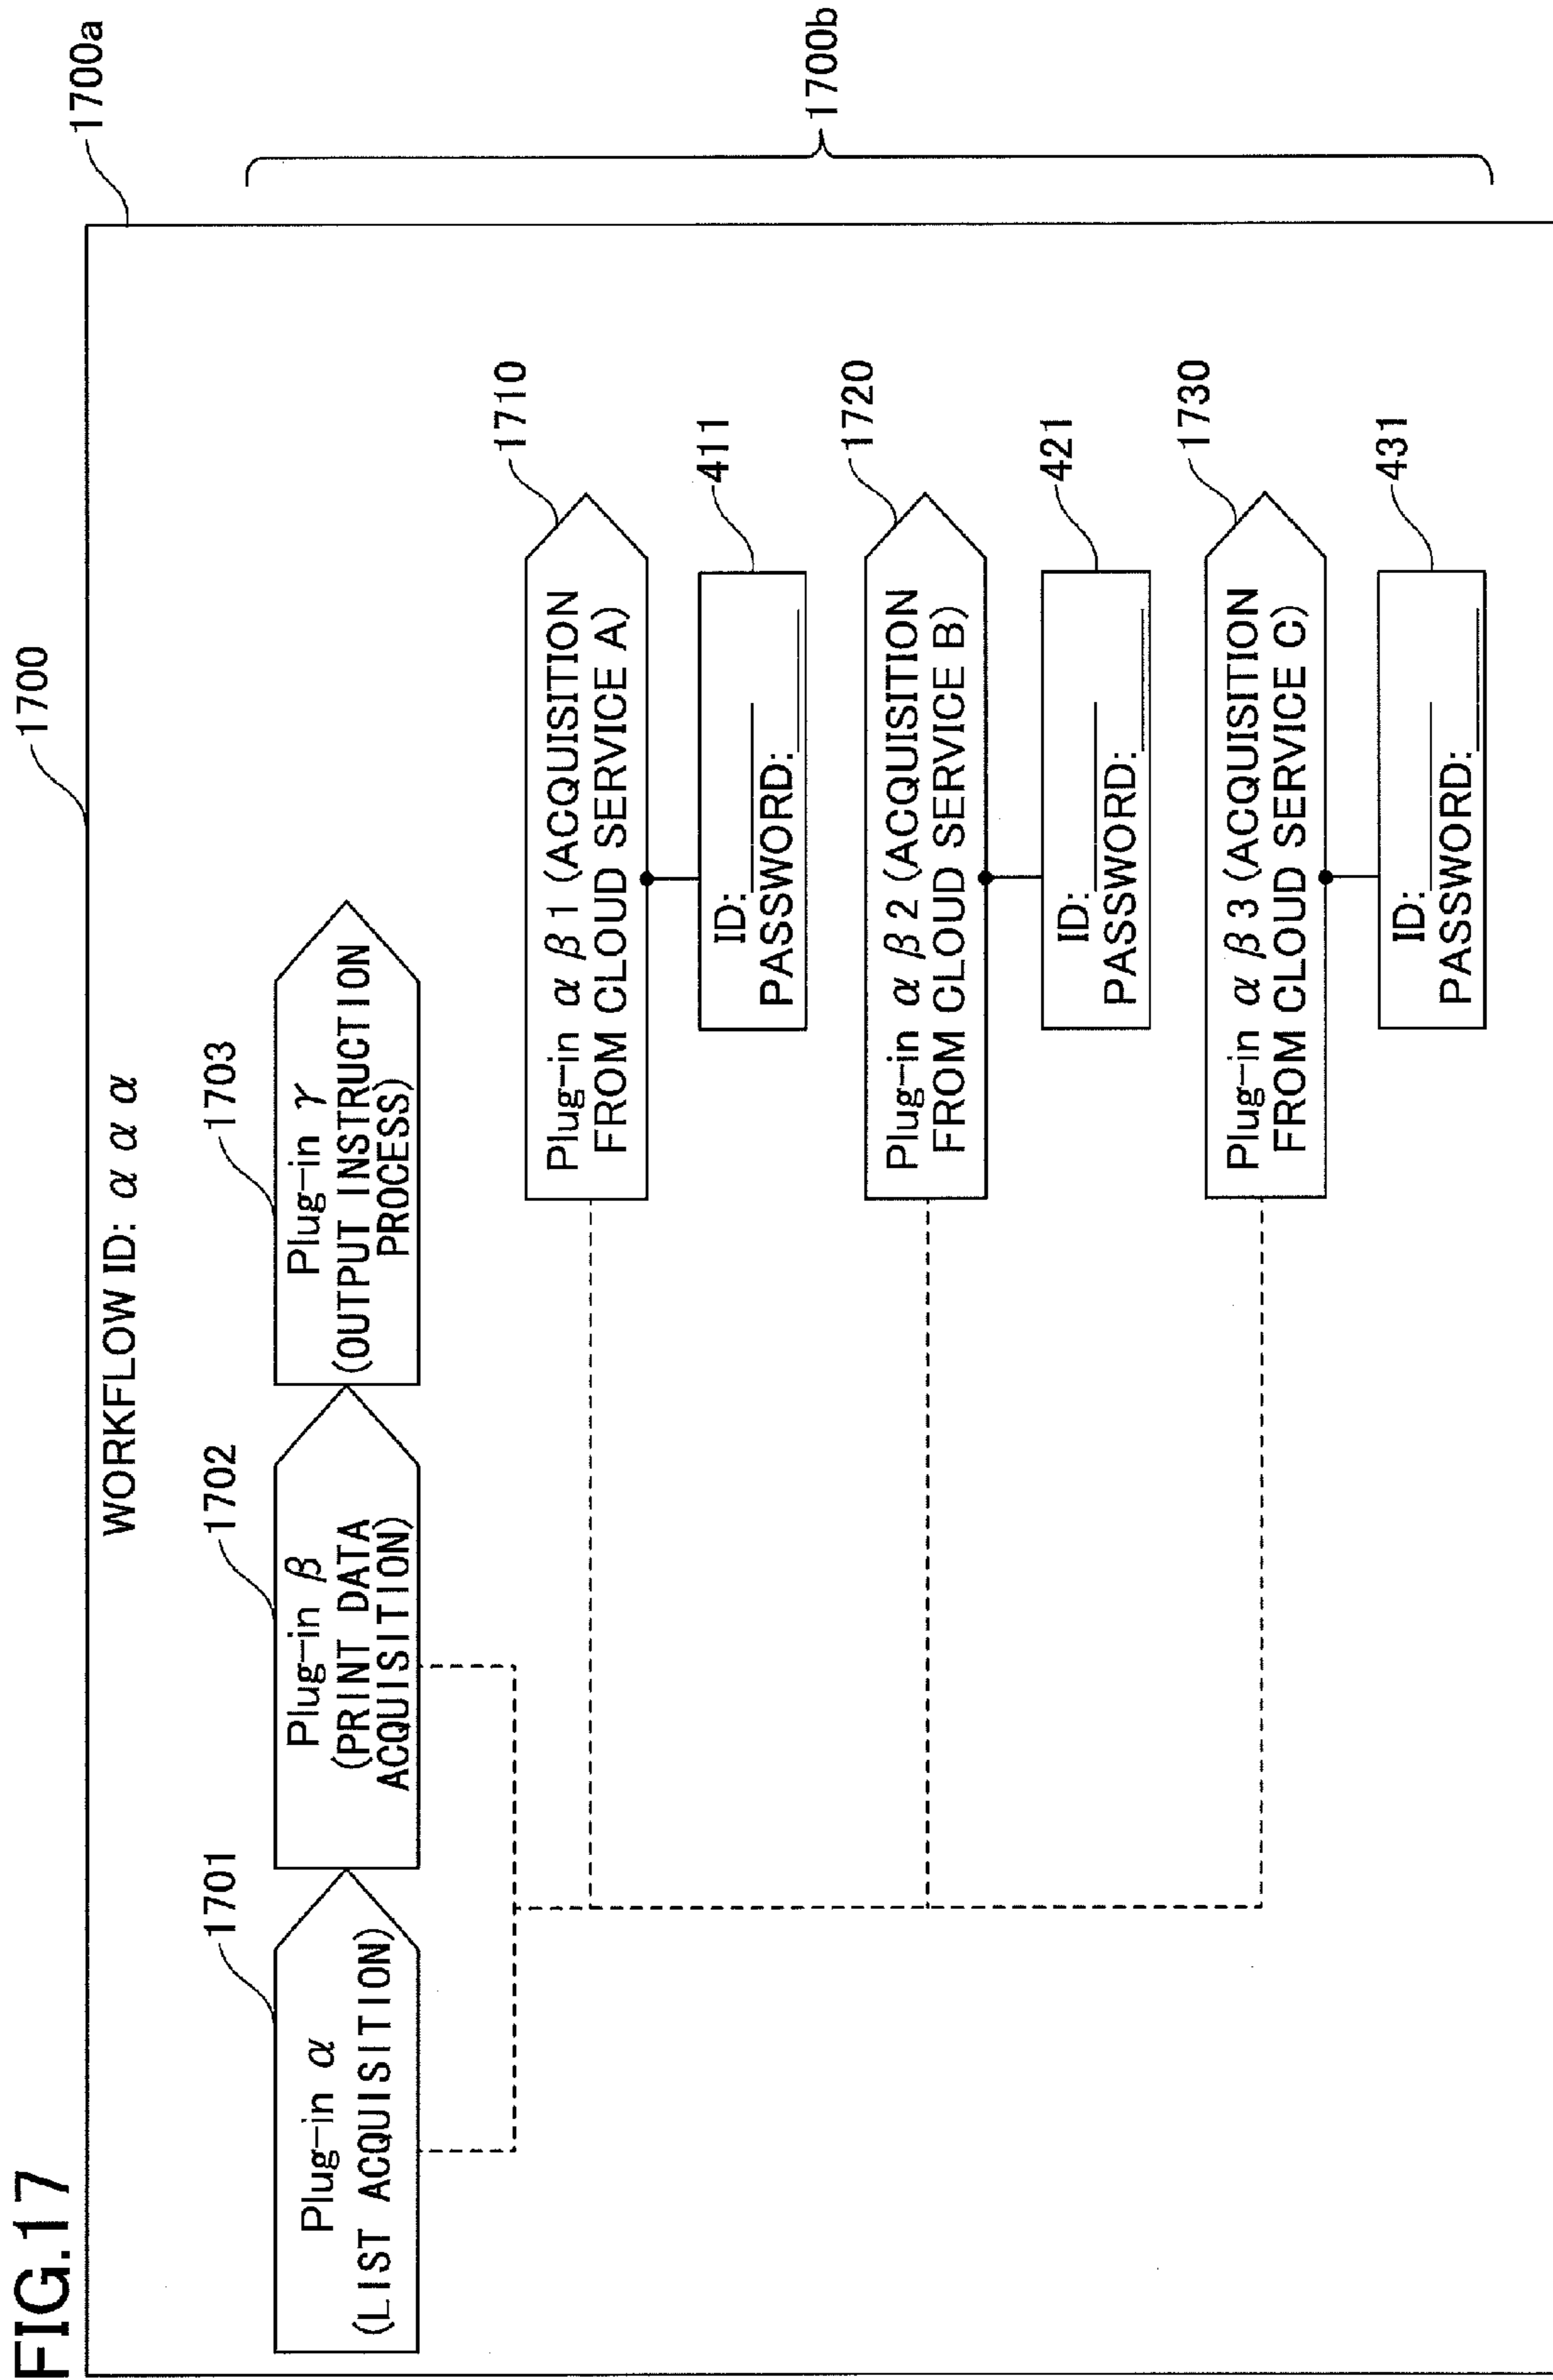 FIG.17
1700
1700a
WORKFLOW ID: α α α
1701
1702
1703
Plug-in α
(LIST ACQUISITION)
Plug-in β
(PRINT DATA
ACQUISITION)
Plug-in γ
(OUTPUT INSTRUCTION
PROCESS)
1700b
1710
Plug-in α β 1 (ACQUISITION
FROM CLOUD SERVICE A)
411
ID:
PASSWORD:
1720
Plug-in α β 2 (ACQUISITION
FROM CLOUD SERVICE B)
421
ID:
PASSWORD:
1730
Plug-in α β 3 (ACQUISITION
FROM CLOUD SERVICE C)
431
ID:
PASSWORD: